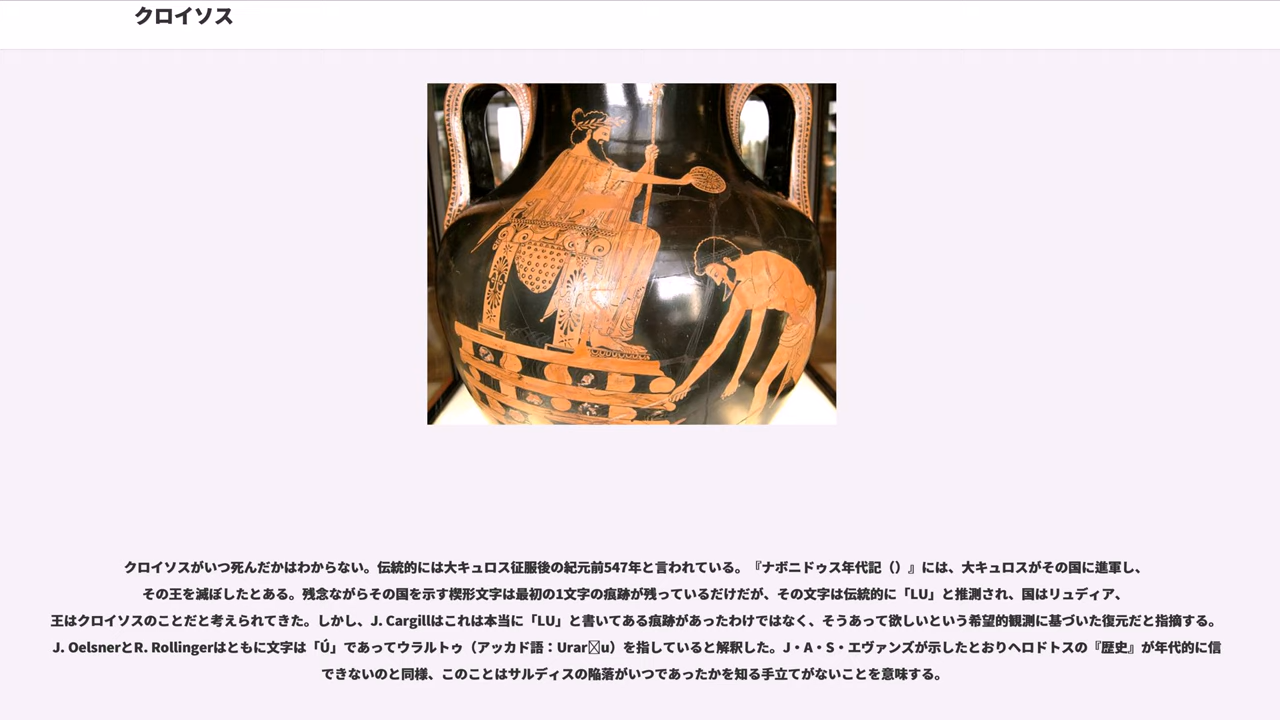 クロイソス
クロイソスがいつ死んだかはわからない。伝統的には大キュロス征服後の紀元前547年と言われている。『ナボニドゥス年代記（）』には、大キュロスがその国に進軍し、
その王を滅ぼしたとある。残念ながらその国を示す楔形文字は最初の1文字の痕跡が残っているだけだが、その文字は伝統的に「LU」と推測され、国はリュディア、
王はクロイソスのことだと考えられてきた。しかし、J. Cargillはこれは本当に「LU」と書いてある痕跡があったわけではなく、そうあって欲しいという希望的観測に基づいた復元だと指摘する。
J. OelsnerとR. Rollingerはともに文字は「Ú」であってウラルトゥ（アッカド語：Urar□u）を指していると解釈した。J・A・S・エヴァンズが示したとおりヘロドトスの『歴史』が年代的に信
できないのと同様、このことはサルディスの陥落がいつであったかを知る手立てがないことを意味する。